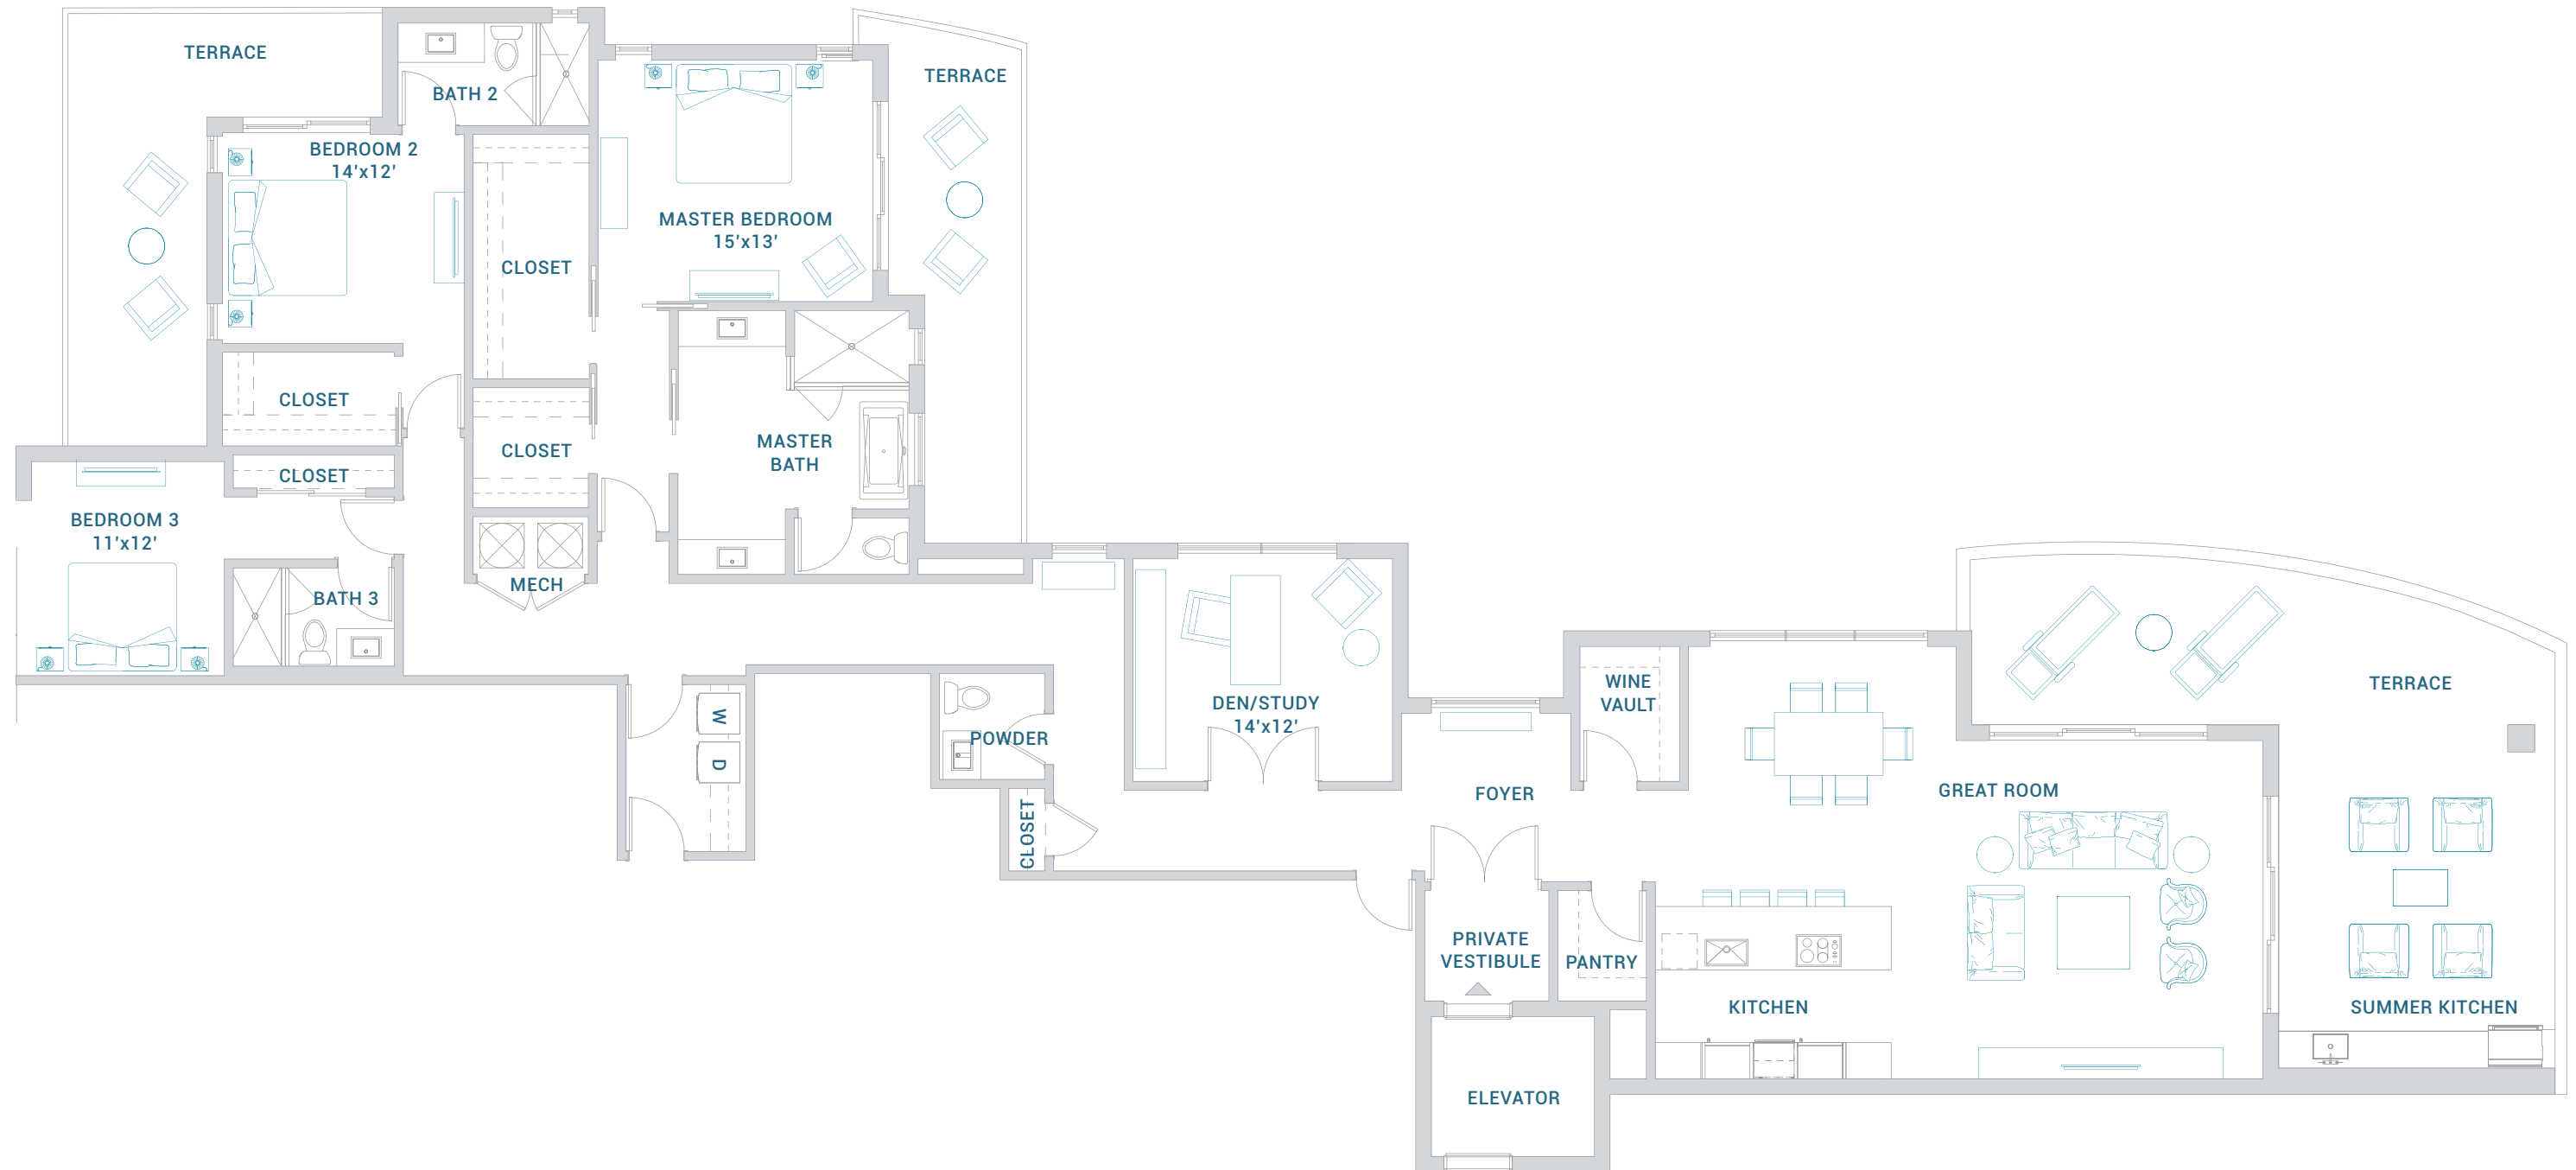 TERRACE
BATH 2
TERRACE
BEDROOM 2
14'x12'
MASTER BEDROOM
15'x13'
CLOSET
CLOSET
CLOSET
MASTER
BATH
CLOSET
BEDROOM 3
11'x12'
MECH
BATH 3
WINE
VAULT
TERRACE
DEN/STUDY
14'x12'
W
D
POWDER
FOYER
GREAT ROOM
CLOSET
PRIVATE
VESTIBULE
PANTRY
KITCHEN
SUMMER KITCHEN
ELEVATOR